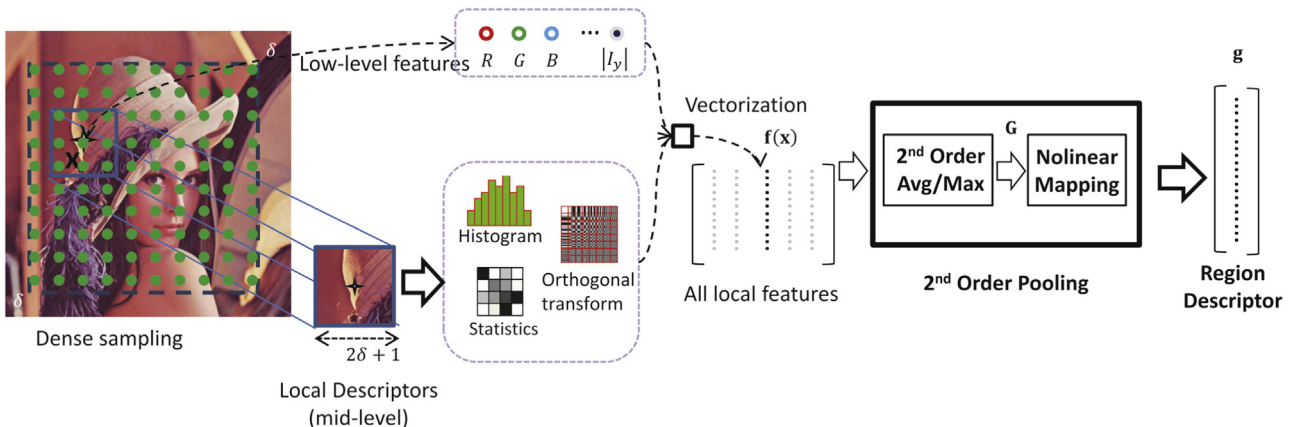 δ
X
δ
Dense sampling
Low-level features
R G B ... |I_y|
Histogram
Orthogonal
transform
Statistics
2δ + 1
Local Descriptors
(mid-level)
Vectorization
f(x)
All local features
2nd Order
Avg/Max
G
Nolinear
Mapping
2nd Order Pooling
g
Region
Descriptor